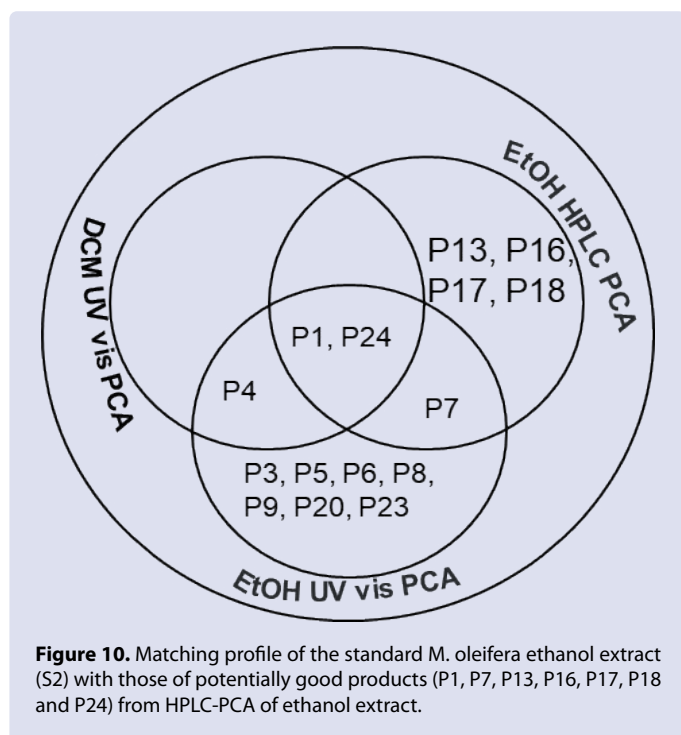 EtOH HPLC PCA
DCM UV vis PCA
P13, P16,
P17, P18
P1, P24
P4
P7
P3, P5, P6, P8,
P9, P20, P23
EtOH UV vis PCA
Figure 10. Matching profile of the standard M. oleifera ethanol extract
(S2) with those of potentially good products (P1, P7, P13, P16, P17, P18
and P24) from HPLC-PCA of ethanol extract.